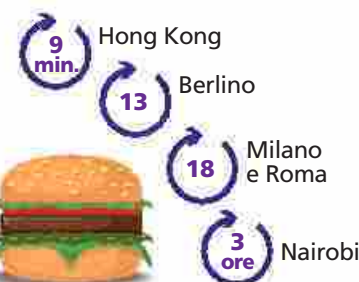 9
min.
Hong Kong
13
Berlino
18
Milano
e Roma
3
ore
Nairobi